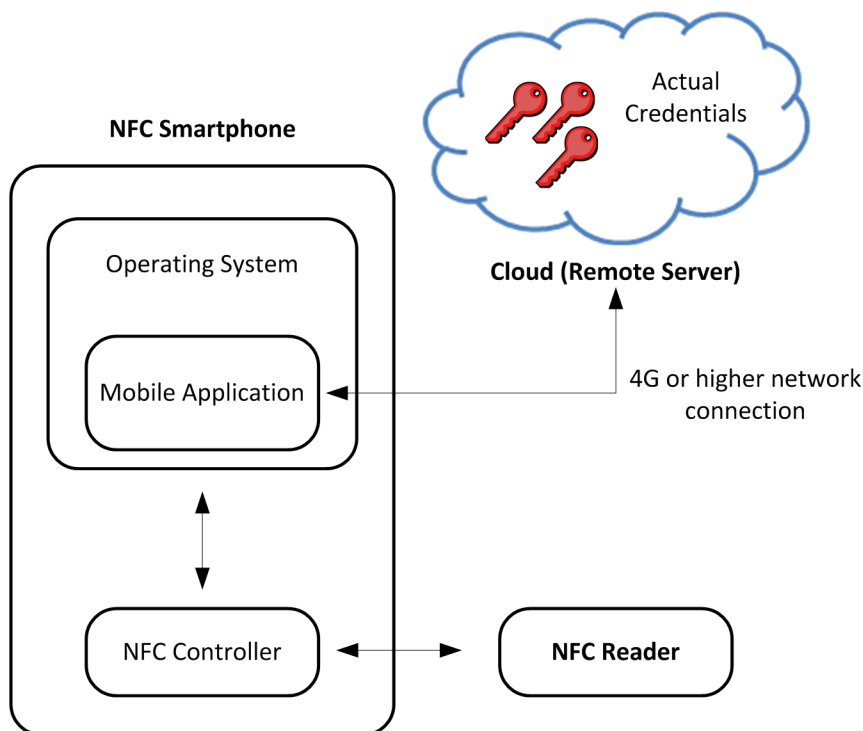 Actual
Credentials
NFC Smartphone
Operating System
Cloud (Remote Server)
Mobile Application
4G or higher network
connection
NFC Controller
NFC Reader